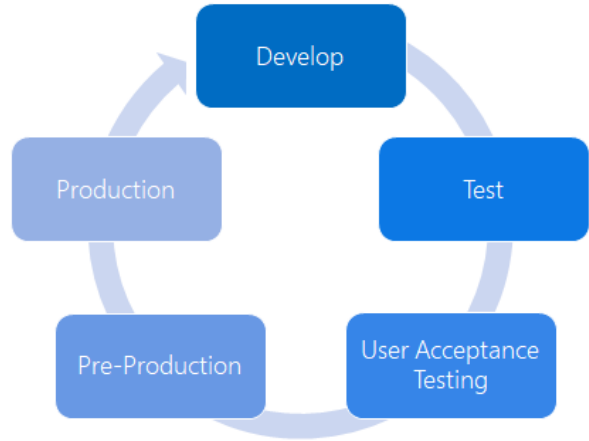 Develop
Test
User Acceptance
Testing
Pre-Production
Production